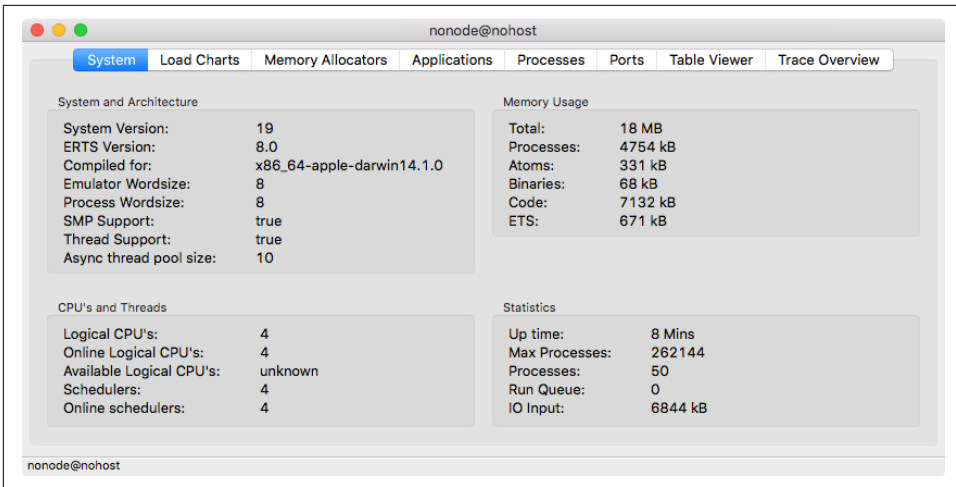 nonode@nohost
System Load Charts Memory Allocators Applications Processes Ports Table Viewer Trace Overview
System and Architecture
System Version: 19
ERTS Version: 8.0
Compiled for: x86_64-apple-darwin14.1.0
Emulator Wordsize: 8
Process Wordsize: 8
SMP Support: true
Thread Support: true
Async thread pool size: 10
Memory Usage
Total: 18 MB
Processes: 4754 kB
Atoms: 331 kB
Binaries: 68 kB
Code: 7132 kB
ETS: 671 kB
CPU's and Threads
Logical CPU's: 4
Online Logical CPU's: 4
Available Logical CPU's: unknown
Schedulers: 4
Online schedulers: 4
Statistics
Up time: 8 Mins
Max Processes: 262144
Processes: 50
Run Queue: 0
IO Input: 6844 kB
nonode@nohost